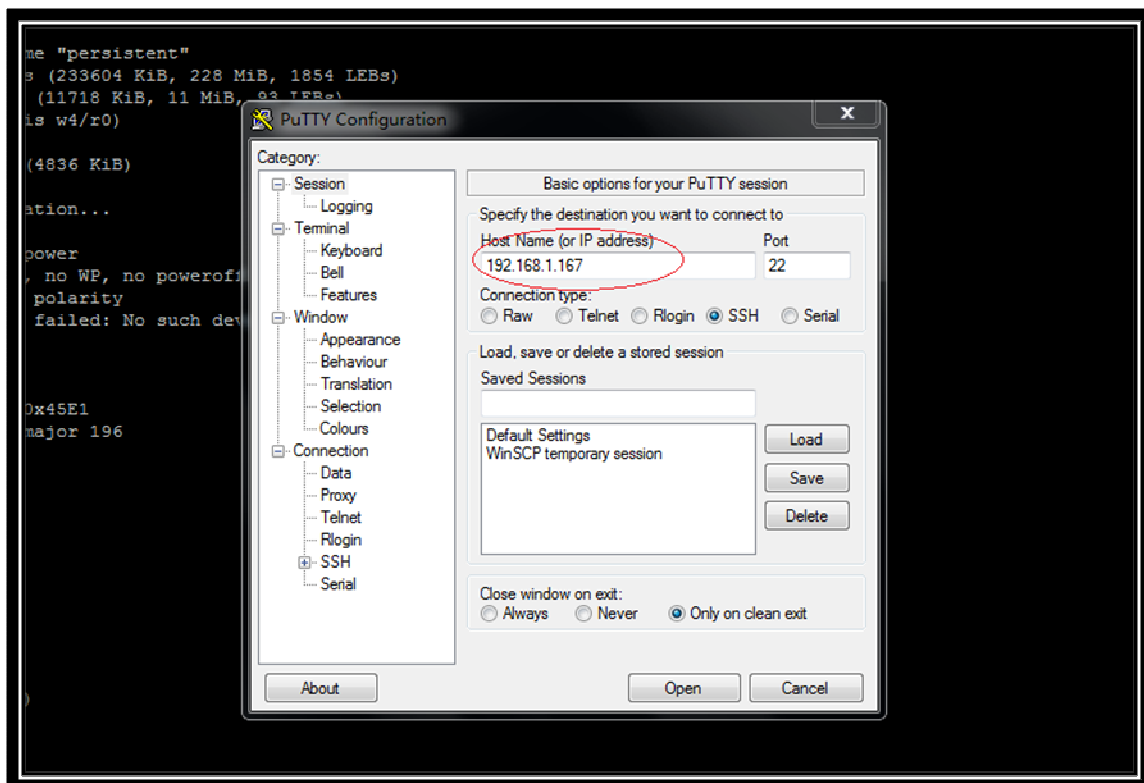 me "persistent"
s (233604 KiB, 228 MiB, 1854 LEBs)
(11718 KiB, 11 MiB, 93 LEBs)
is w4/r0)
(4836 KiB)
ation...
power
, no WP, no poweroff
polarity
failed: No such dev
0x45E1
major 196
)
PuTTY Configuration
Category:
Session
Logging
Terminal
Keyboard
Bell
Features
Window
Appearance
Behaviour
Translation
Selection
Colours
Connection
Data
Proxy
Telnet
Rlogin
SSH
Serial
Basic options for your PuTTY session
Specify the destination you want to connect to
Host Name (or IP address) Port
192.168.1.167 22
Connection type:
Raw Telnet Rlogin SSH Serial
Load, save or delete a stored session
Saved Sessions
Default Settings
WinSCP temporary session
Load
Save
Delete
Close window on exit:
Always Never Only on clean exit
About Open Cancel